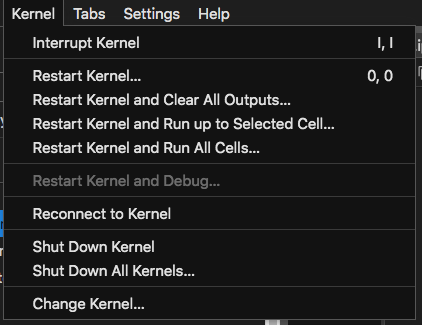 Kernel Tabs Settings Help
Interrupt Kernel I, I
Restart Kernel... 0, 0
Restart Kernel and Clear All Outputs...
Restart Kernel and Run up to Selected Cell...
Restart Kernel and Run All Cells...
Restart Kernel and Debug...
Reconnect to Kernel
Shut Down Kernel
Shut Down All Kernels...
Change Kernel...